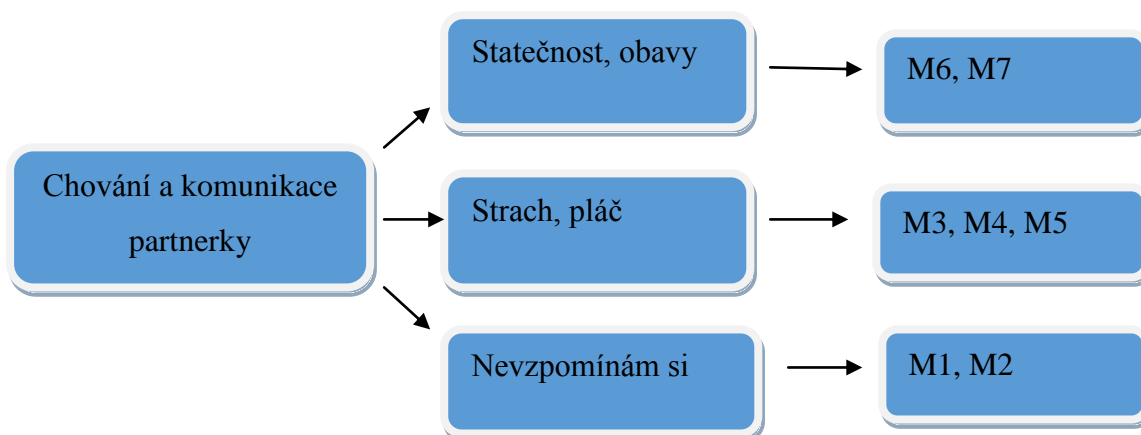 Statečnost, obavy
M6, M7
Chování a komunikace
partnerky
Strach, pláč
M3, M4, M5
Nevzpomínám si
M1, M2